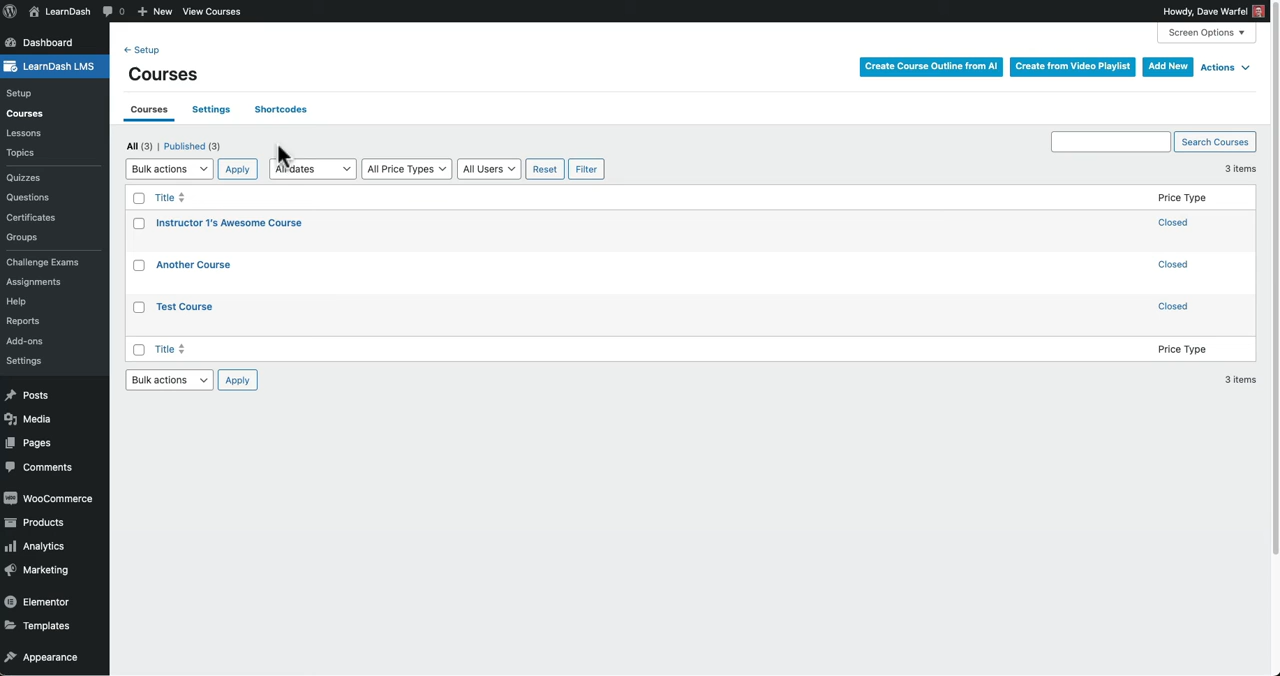 LearnDash 0 New View Courses Howdy, Dave Warfel
Screen Options
Dashboard
LearnDash LMS
Setup
Courses
Lessons
Topics
Quizzes
Questions
Certificates
Groups
Challenge Exams
Assignments
Help
Reports
Add-ons
Settings
Posts
Media
Pages
Comments
WooCommerce
Products
Analytics
Marketing
Elementor
Templates
Appearance
← Setup
Courses
Create Course Outline from AI Create from Video Playlist Add New Actions
Courses Settings Shortcodes
All (3) | Published (3)
Search Courses
Bulk actions Apply All dates All Price Types All Users Reset Filter 3 items
Title Price Type
Instructor 1's Awesome Course Closed
Another Course Closed
Test Course Closed
Title Price Type
Bulk actions Apply 3 items